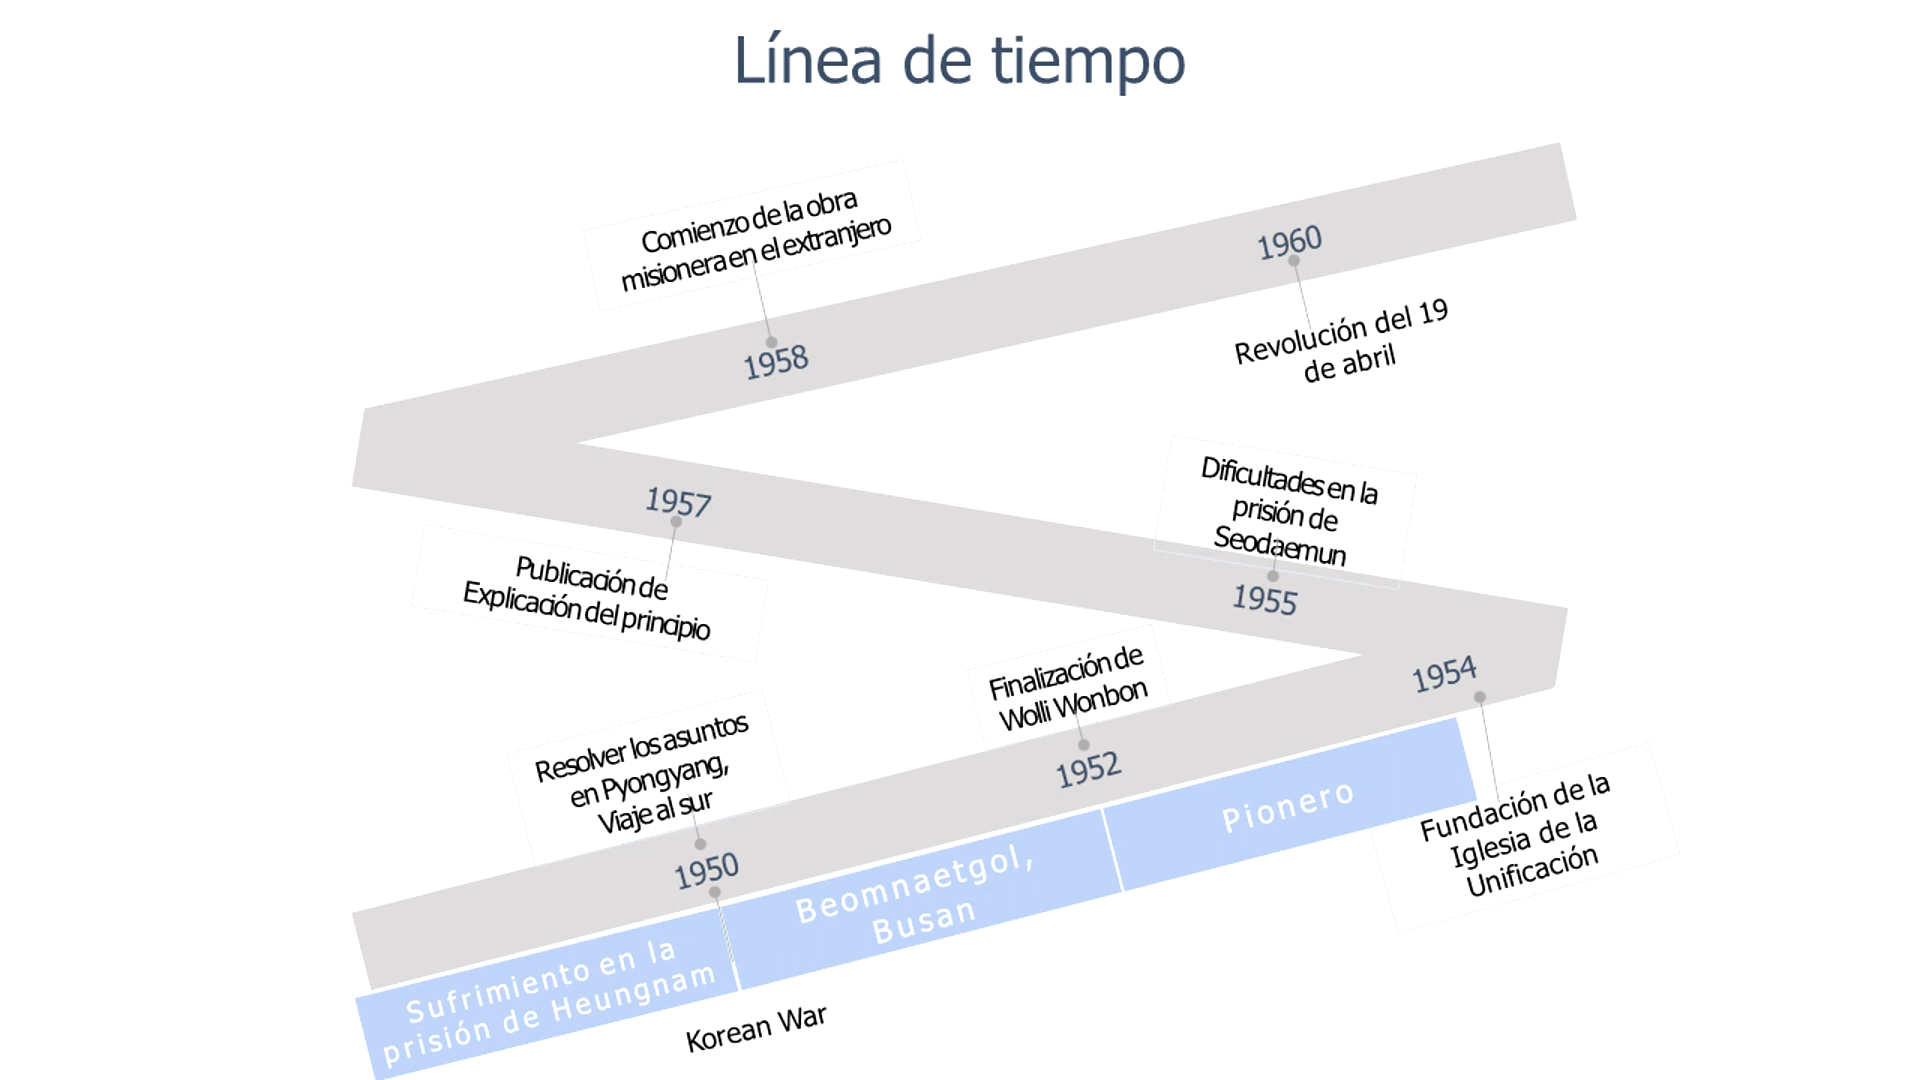 Línea de tiempo
Comienzo de la obra
misionera en el extranjero
1960
1958
Revolución del 19
de abril
1957
Dificultades en la
prisión de
Seodaemun
Publicación de
Explicación del principio
1955
1954
Finalización de
Wolli Wonbon
Resolver los asuntos
en Pyongyang,
Viaje al sur
1952
1950
Pionero
Fundación de la
Iglesia de la
Unificación
Beomnaetgol,
Busan
Sufrimiento en la
prisión de Heungnam
Korean War